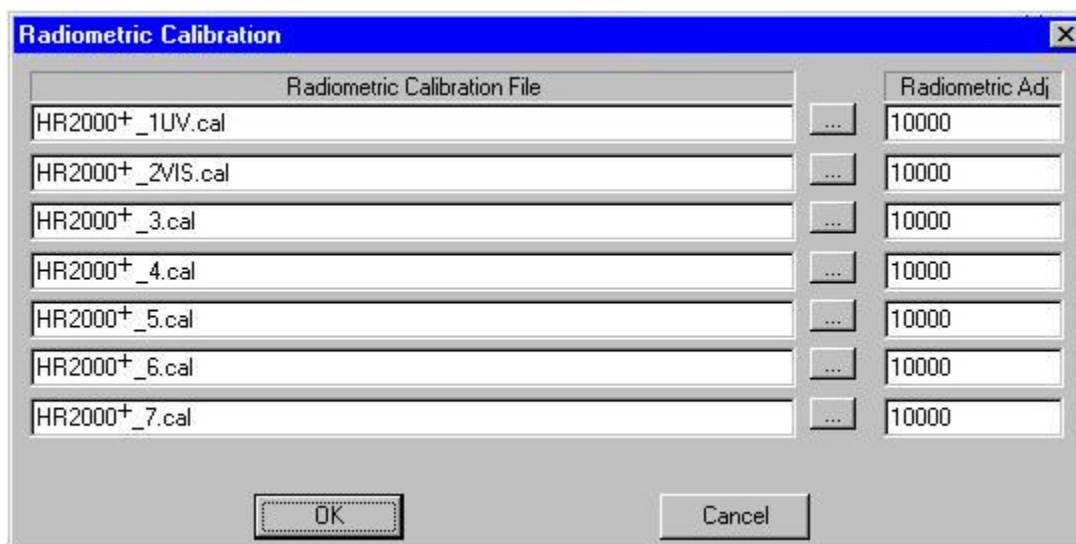 Radiometric Calibration
Radiometric Calibration File Radiometric Adj
HR2000+_1UV.cal ... 10000
HR2000+_2VIS.cal ... 10000
HR2000+_3.cal ... 10000
HR2000+_4.cal ... 10000
HR2000+_5.cal ... 10000
HR2000+_6.cal ... 10000
HR2000+_7.cal ... 10000
OK Cancel